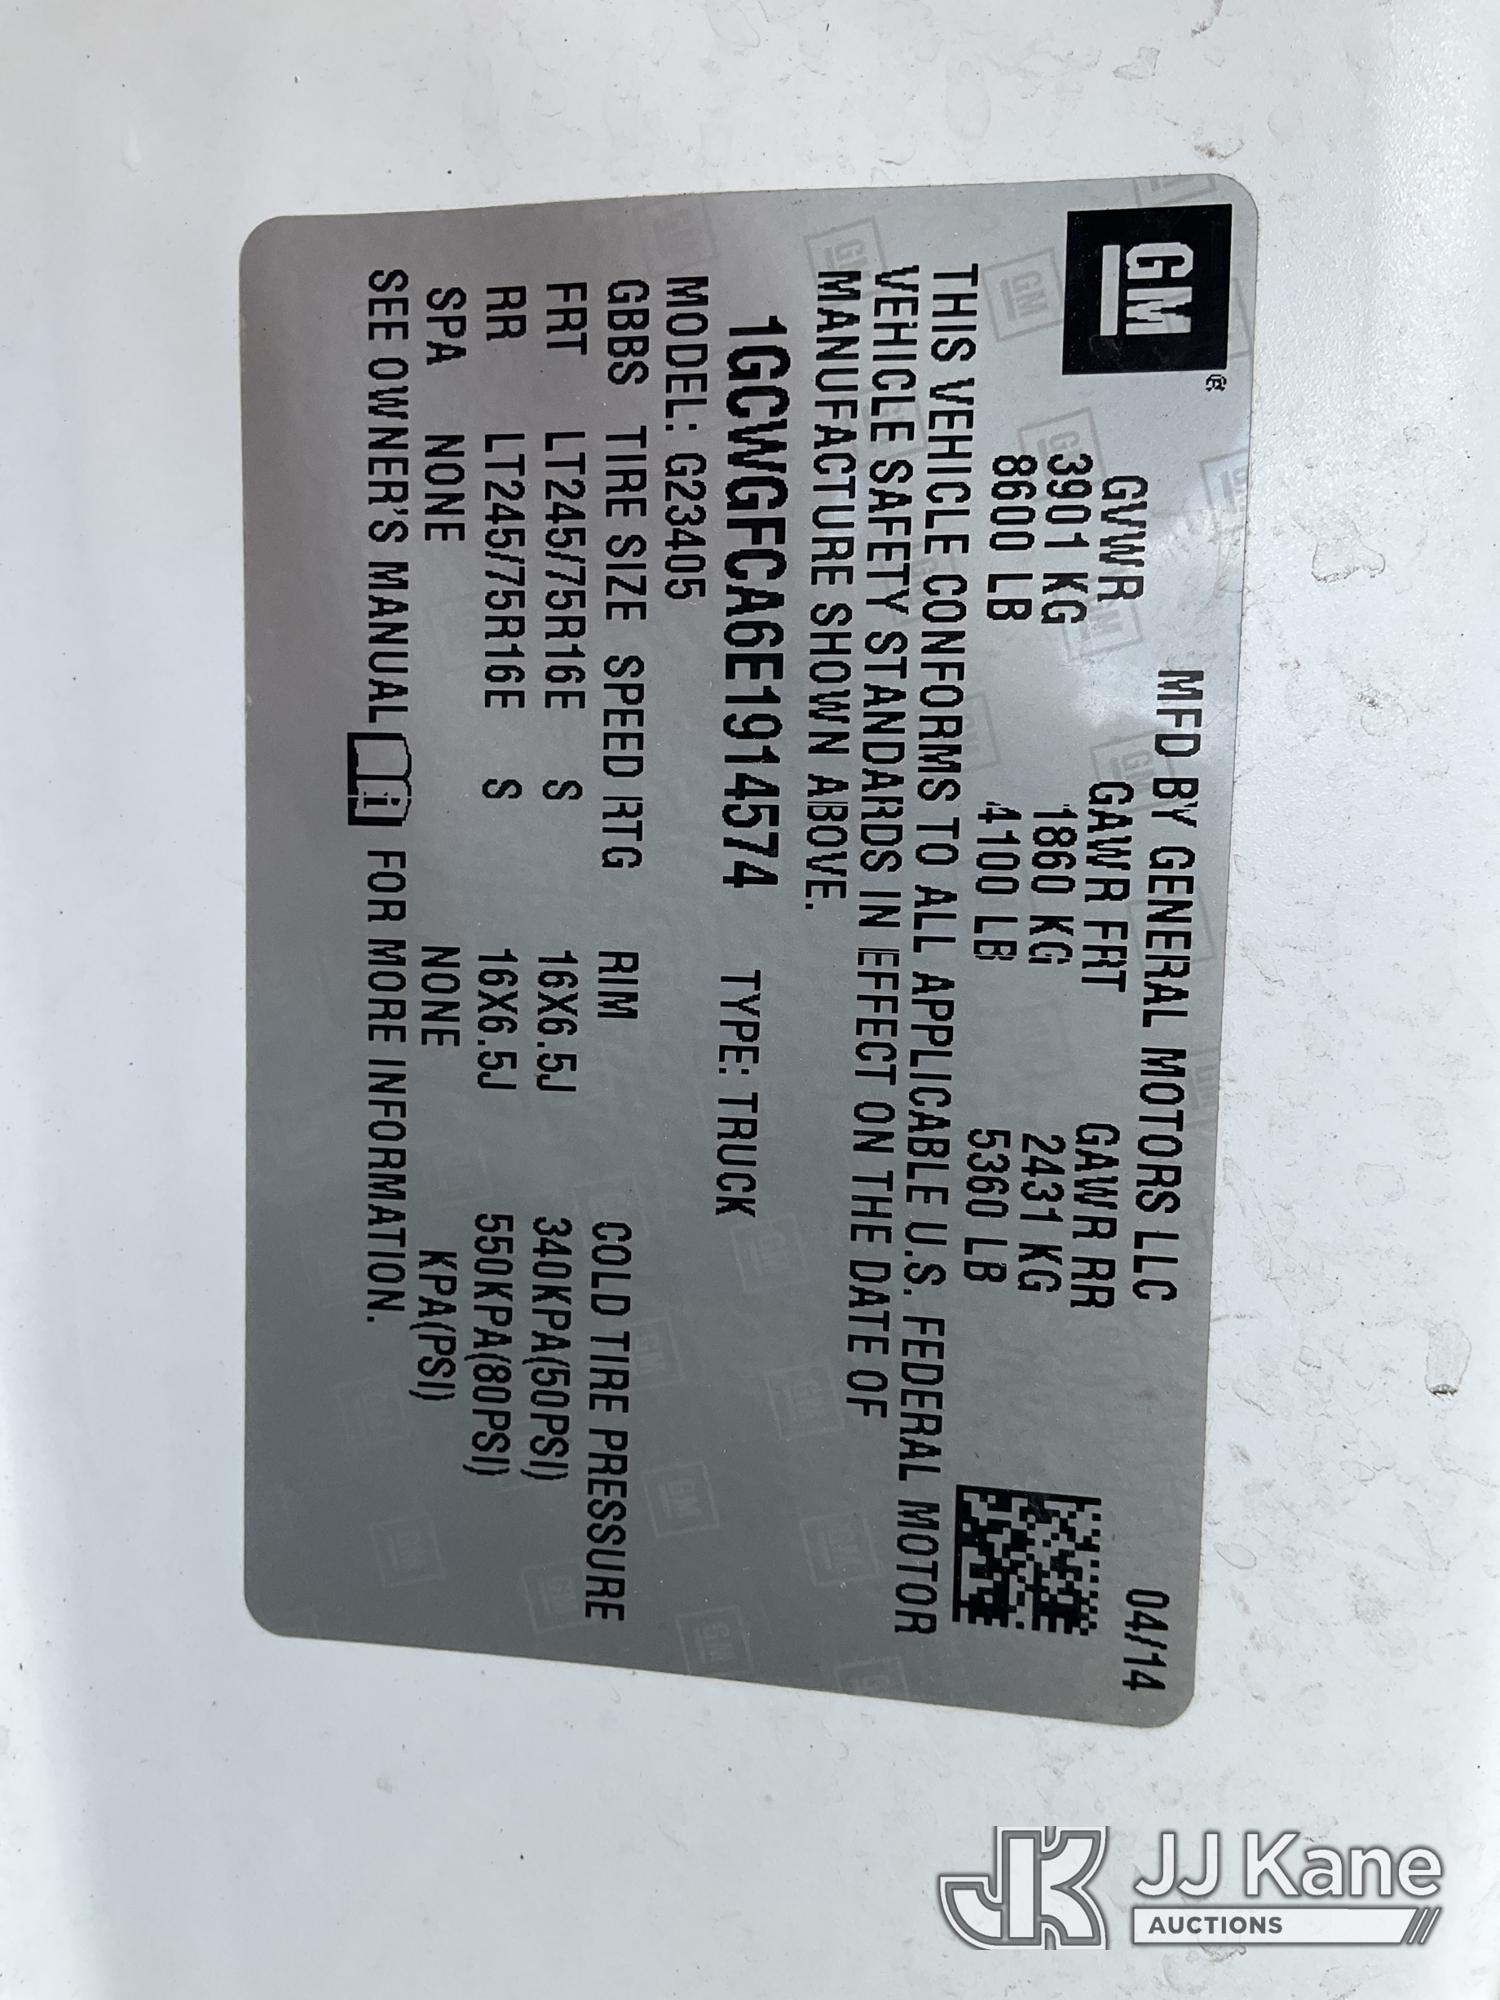 GM®
MFD BY GENERAL MOTORS LLC 04/14
GVWR GAWR FRT GAWR RR
3901 KG 1860 KG 2431 KG
8600 LB 4100 LB 5360 LB
THIS VEHICLE CONFORMS TO ALL APPLICABLE U.S. FEDERAL MOTOR
VEHICLE SAFETY STANDARDS IN EFFECT ON THE DATE OF
MANUFACTURE SHOWN ABOVE.
1GCWGFCA6E1914574 TYPE: TRUCK
MODEL: G23405
GBBS TIRE SIZE SPEED RTG RIM COLD TIRE PRESSURE
FRT LT245/75R16E S 16X6.5J 340KPA(50PSI)
RR LT245/75R16E S 16X6.5J 550KPA(80PSI)
SPA NONE NONE KPA(PSI)
SEE OWNER'S MANUAL i FOR MORE INFORMATION.
JK JJ Kane
AUCTIONS